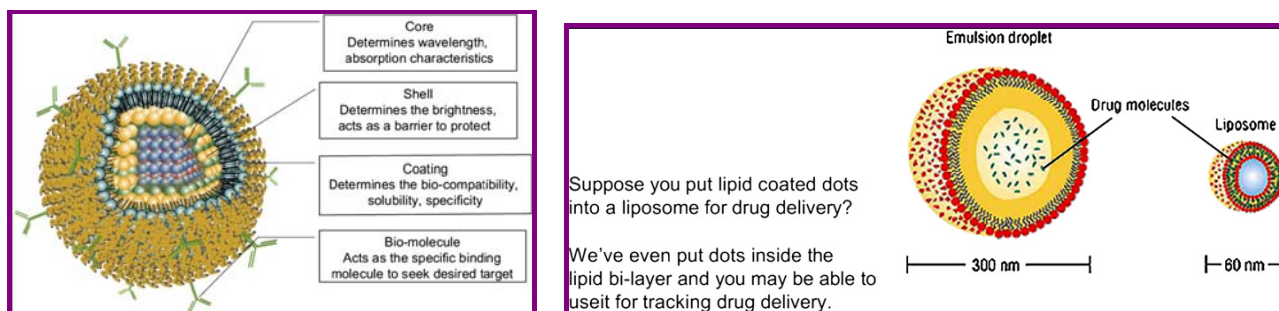 Core
Determines wavelength,
absorption characteristics
Shell
Determines the brightness,
acts as a barrier to protect
Coating
Determines the bio-compatibility,
solubility, specificity
Bio-molecule
Acts as the specific binding
molecule to seek desired target
Emulsion droplet
Drug molecules
Liposome
Suppose you put lipid coated dots
into a liposome for drug delivery?
We've even put dots inside the
lipid bi-layer and you may be able to
useit for tracking drug delivery.
300 nm
60 nm